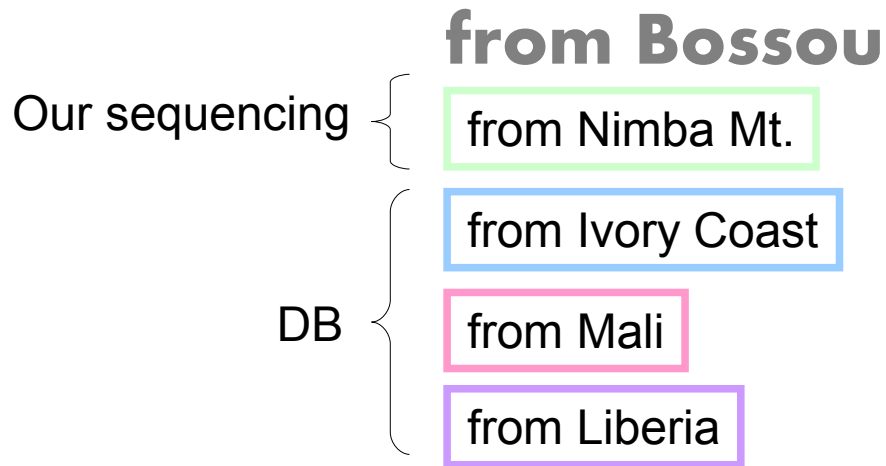 from Bossou
Our sequencing
from Nimba Mt.
from Ivory Coast
DB
from Mali
from Liberia